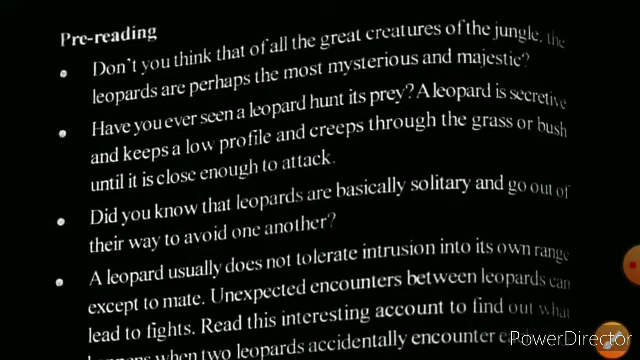 Pre-reading
• Don't you think that of all the great creatures of the jungle, the
leopards are perhaps the most mysterious and majestic?
• Have you ever seen a leopard hunt its prey? A leopard is secretive
and keeps a low profile and creeps through the grass or bush
until it is close enough to attack.
• Did you know that leopards are basically solitary and go out of
their way to avoid one another?
• A leopard usually does not tolerate intrusion into its own range
except to mate. Unexpected encounters between leopards can
lead to fights. Read this interesting account to find out what
happens when two leopards accidentally encounter
PowerDirector